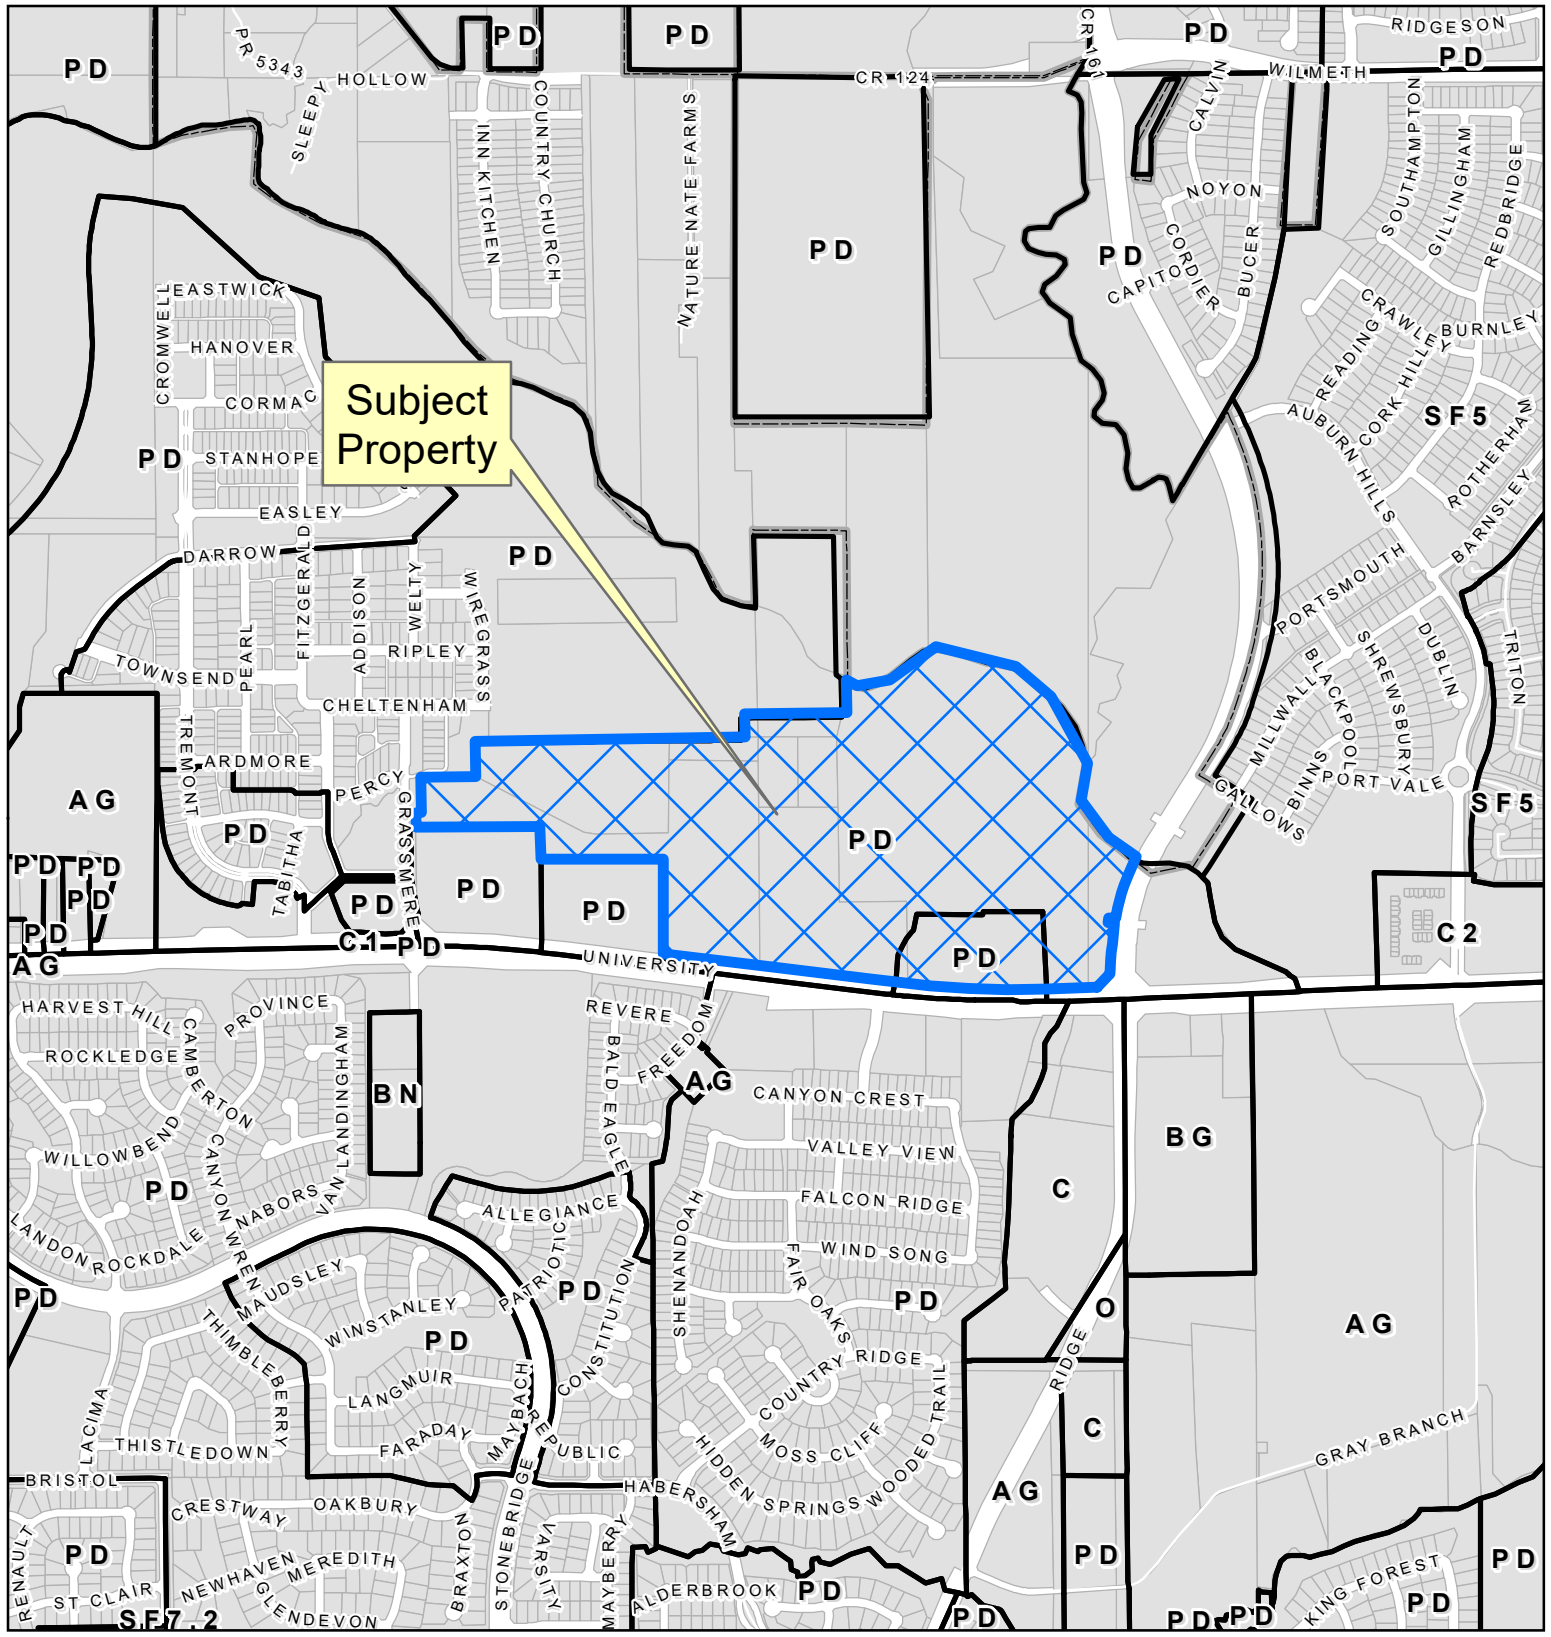 RIDGESON
PD
PD
PD
PD
PD
PR 5343
CR 161
SLEEPY
HOLLOW
CR 124
WILMETH
CALVIN
SOUTHAMPTON
COUNTRY CHURCH
INN KITCHEN
NATURE NATE FARMS
GILLINGHAM
REDBRIDGE
NOYON
PD
PD
CORDIER
BUCER
CAPITO
EASTWICK
CROMWELL
HANOVER
CORMAC
CRAWLEY
BURNLEY
READING
CORK HILL
Subject
Property
AUBURN HILLS
SF5
ROTHERHAM
PD
STANHOPE
EASLEY
BARNSLEY
DARROW
FITZGERALD
PD
PORTSMOUTH
ADDISON
WELTY
WIREGRASS
PEARL
RIPLEY
TOWNSEND
CHELTENHAM
DUBLIN
SHREWSBURY
BLACKPOOL
TRITON
MILLWALL
TREMONT
ARDMORE
PERCY
BINNS
PORT VALE
GALLOWS
SF5
AG
PD
PD
GRASSMERE
TABITHA
PD
PD
PD
PD
PD
PD
PD
C1
PD
PD
PD
C2
AG
UNIVERSITY
HARVEST HILL
PROVINCE
REVERE
FREEDOM
ROCKLEDGE
CAMBERTON
VAN LANDINGHAM
BALD EAGLE
AG
BN
CANYON CREST
BG
VALLEY VIEW
WILLOWBEND
CANYON WREN
PD
NABORS
ALLEGIANCE
C
FALCON RIDGE
SHENANDOAH
LANDON
ROCKDALE
WIND SONG
PATRIOTIC
FAIR OAKS
PD
MAUDSLEY
PD
PD
CONSTITUTION
O
AG
THIMBLEBERRY
WINSTANLEY
PD
COUNTRY RIDGE
RIDGE
LANGMUIR
MAYBACH
LACIMA
FARADAY
REPUBLIC
MOSS CLIFF
WOODED TRAIL
C
GRAY BRANCH
THISTLEDOWN
HIDDEN SPRINGS
BRISTOL
STONEBRIDGE
HABERSHAM
AG
CRESTWAY
OAKBURY
BRAXTON
VARSITY
MAYBERRY
RENAULT
PD
NEWHAVEN
MEREDITH
PD
PD
ST CLAIR
GLENDEVON
ALDERBROOK
PD
KING FOREST
PD
SF7.2
PD
PD
PD